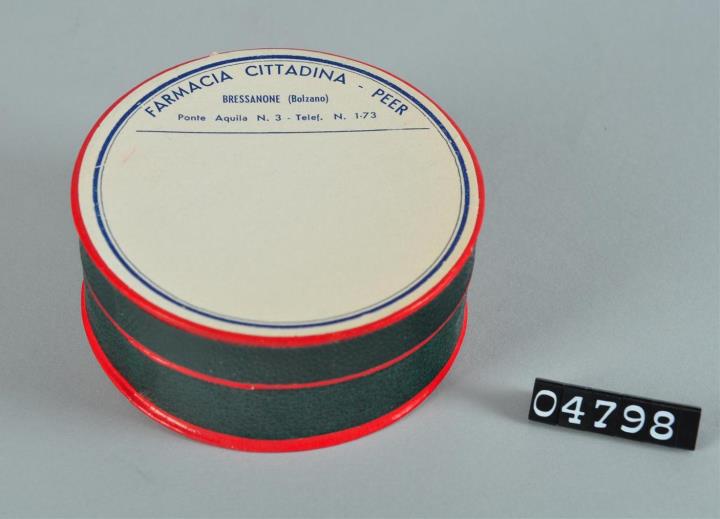 FARMACIA CITTADINA - PEER
BRESSANONE (Bolzano)
Ponte Aquila N. 3 - Telef. N. 1-73
04798